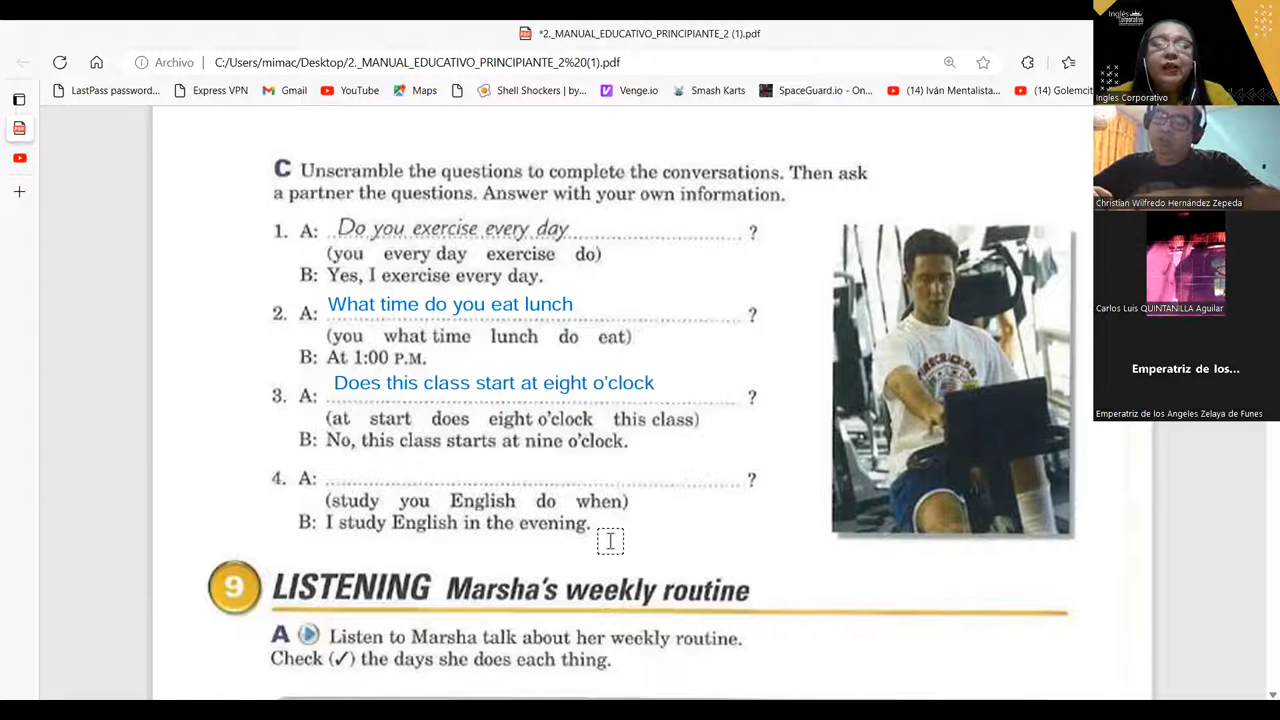 *2._MANUAL_EDUCATIVO_PRINCIPIANTE_2 (1).pdf
Archivo C:/Users/mimac/Desktop/2._MANUAL_EDUCATIVO_PRINCIPIANTE_2%20(1).pdf
LastPass password... Express VPN Gmail YouTube Maps Shell Shockers | by... Venge.io Smash Karts SpaceGuard.io - On... (14) Iván Mentalista... (14) Golemcit
C Unscramble the questions to complete the conversations. Then ask
a partner the questions. Answer with your own information.
1. A: Do you exercise every day ?
(you every day exercise do)
B: Yes, I exercise every day.
2. A: What time do you eat lunch ?
(you what time lunch do eat)
B: At 1:00 P.M.
3. A: Does this class start at eight o'clock ?
(at start does eight o'clock this class)
B: No, this class starts at nine o'clock.
4. A: ?
(study you English do when)
B: I study English in the evening.
9 LISTENING Marsha's weekly routine
A Listen to Marsha talk about her weekly routine.
Check (✓) the days she does each thing.
Inglés
Corporativo
Ingles Corporativo
Christian Wilfredo Hernández Zepeda
Carlos Luis QUINTANILLA Aguilar
Emperatriz de los...
Emperatriz de los Angeles Zelaya de Funes